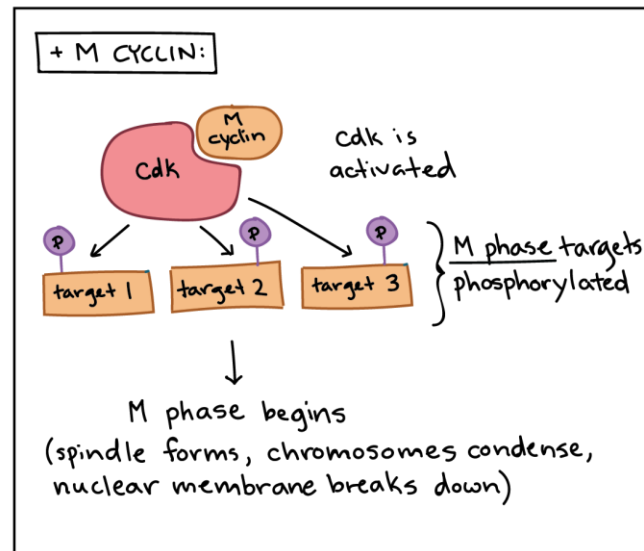 + M CYCLIN:
M
cyclin
Cdk
Cdk is
activated
P
P
P
target 1
target 2
target 3
M phase targets
phosphorylated
M phase begins
(spindle forms, chromosomes condense,
nuclear membrane breaks down)